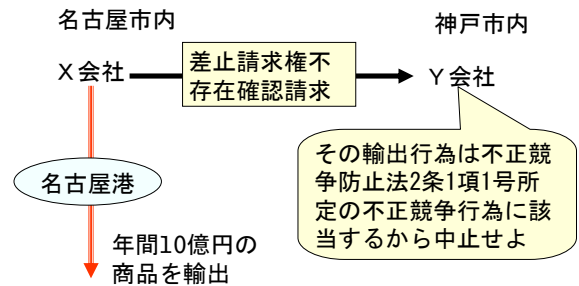 名古屋市内
神戸市内
X会社
差止請求権不
存在確認請求
Y会社
その輸出行為は不正競
争防止法2条1項1号所
定の不正競争行為に該
当するから中止せよ
名古屋港
年間10億円の
商品を輸出